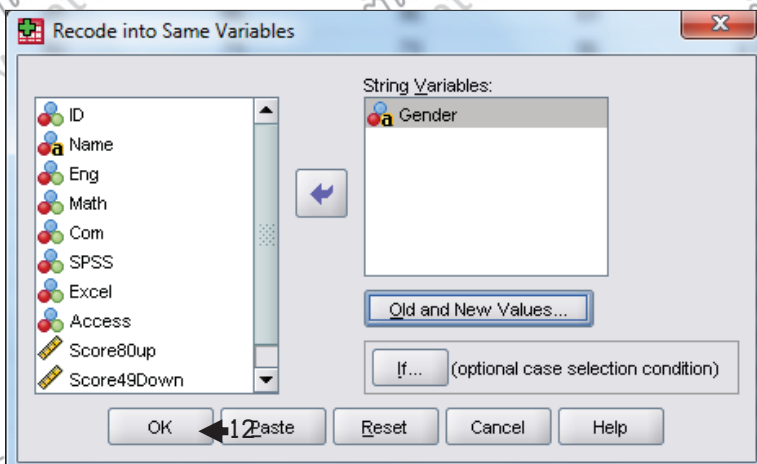 Recode into Same Variables
ID
Name
Eng
Math
Com
SPSS
Excel
Access
Score80up
Score49Down
String Variables:
Gender
Old and New Values...
If... (optional case selection condition)
OK 12 Paste Reset Cancel Help